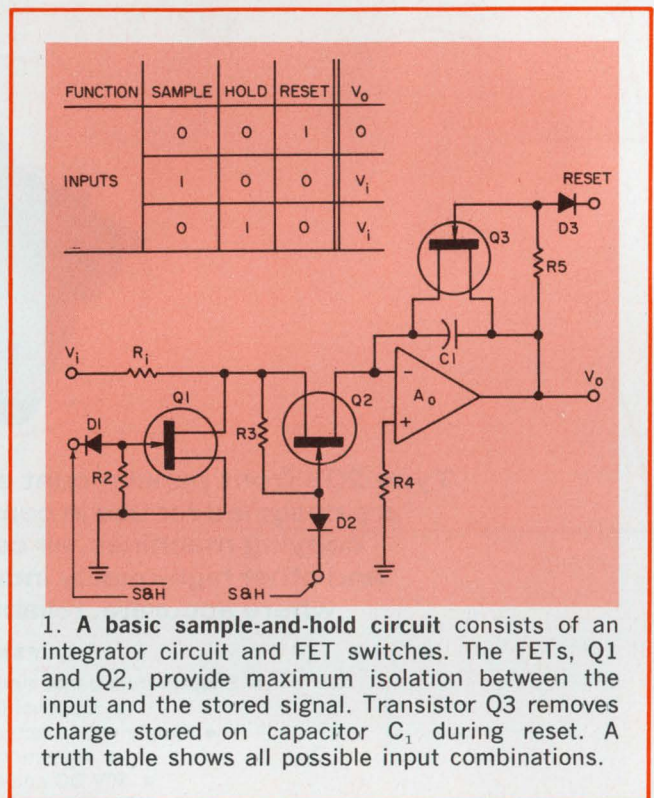 FUNCTION SAMPLE HOLD RESET Vo
0 0 1 0
INPUTS 1 0 0 Vi
0 1 0 Vi
RESET
D3
Q3
R5
C1
Vi Ri
Q1
Q2
Ao
Vo
D1
R3
R2
R4
D2
S&H S&H
1. A basic sample-and-hold circuit consists of an
integrator circuit and FET switches. The FETs, Q1
and Q2, provide maximum isolation between the
input and the stored signal. Transistor Q3 removes
charge stored on capacitor C₁ during reset. A
truth table shows all possible input combinations.